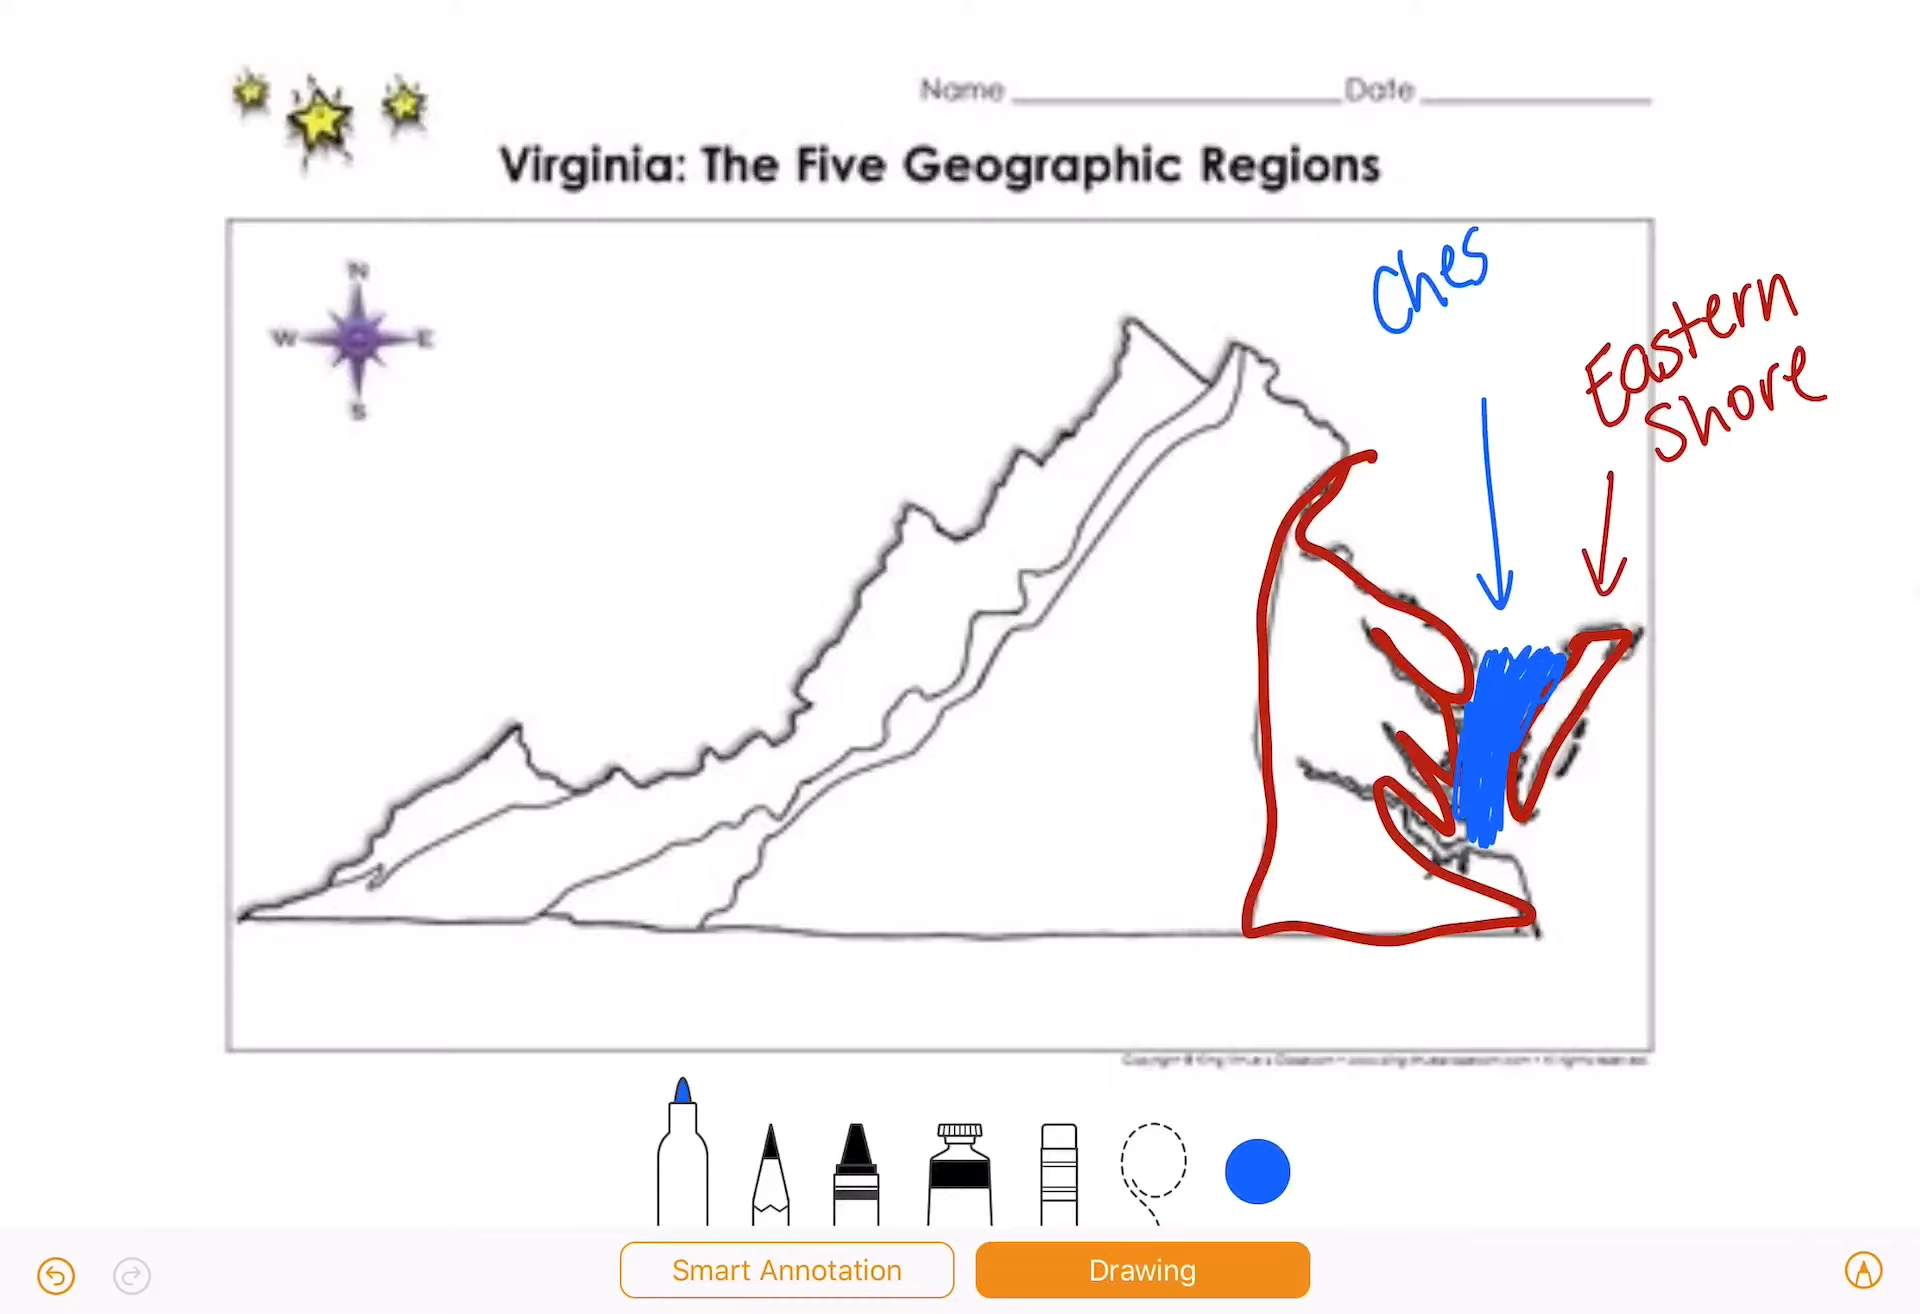 Name Date
Virginia: The Five Geographic Regions
N
W E
S
Ches
Eastern
Shore
Smart Annotation
Drawing